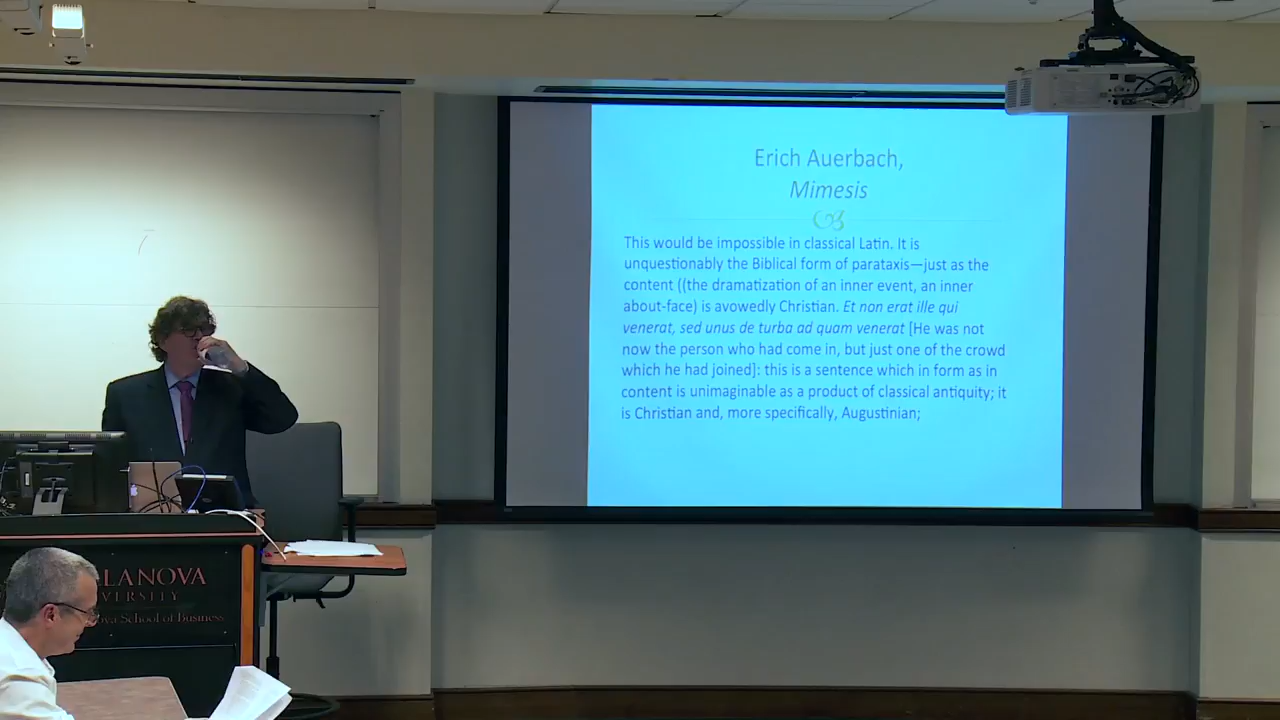 Erich Auerbach,
Mimesis
This would be impossible in classical Latin. It is
unquestionably the Biblical form of parataxis—just as the
content ((the dramatization of an inner event, an inner
about-face) is avowedly Christian. Et non erat ille qui
venerat, sed unus de turba ad quam venerat [He was not
now the person who had come in, but just one of the crowd
which he had joined]: this is a sentence which in form as in
content is unimaginable as a product of classical antiquity; it
is Christian and, more specifically, Augustinian;
LANOVA
VERSITY
ova School of Business